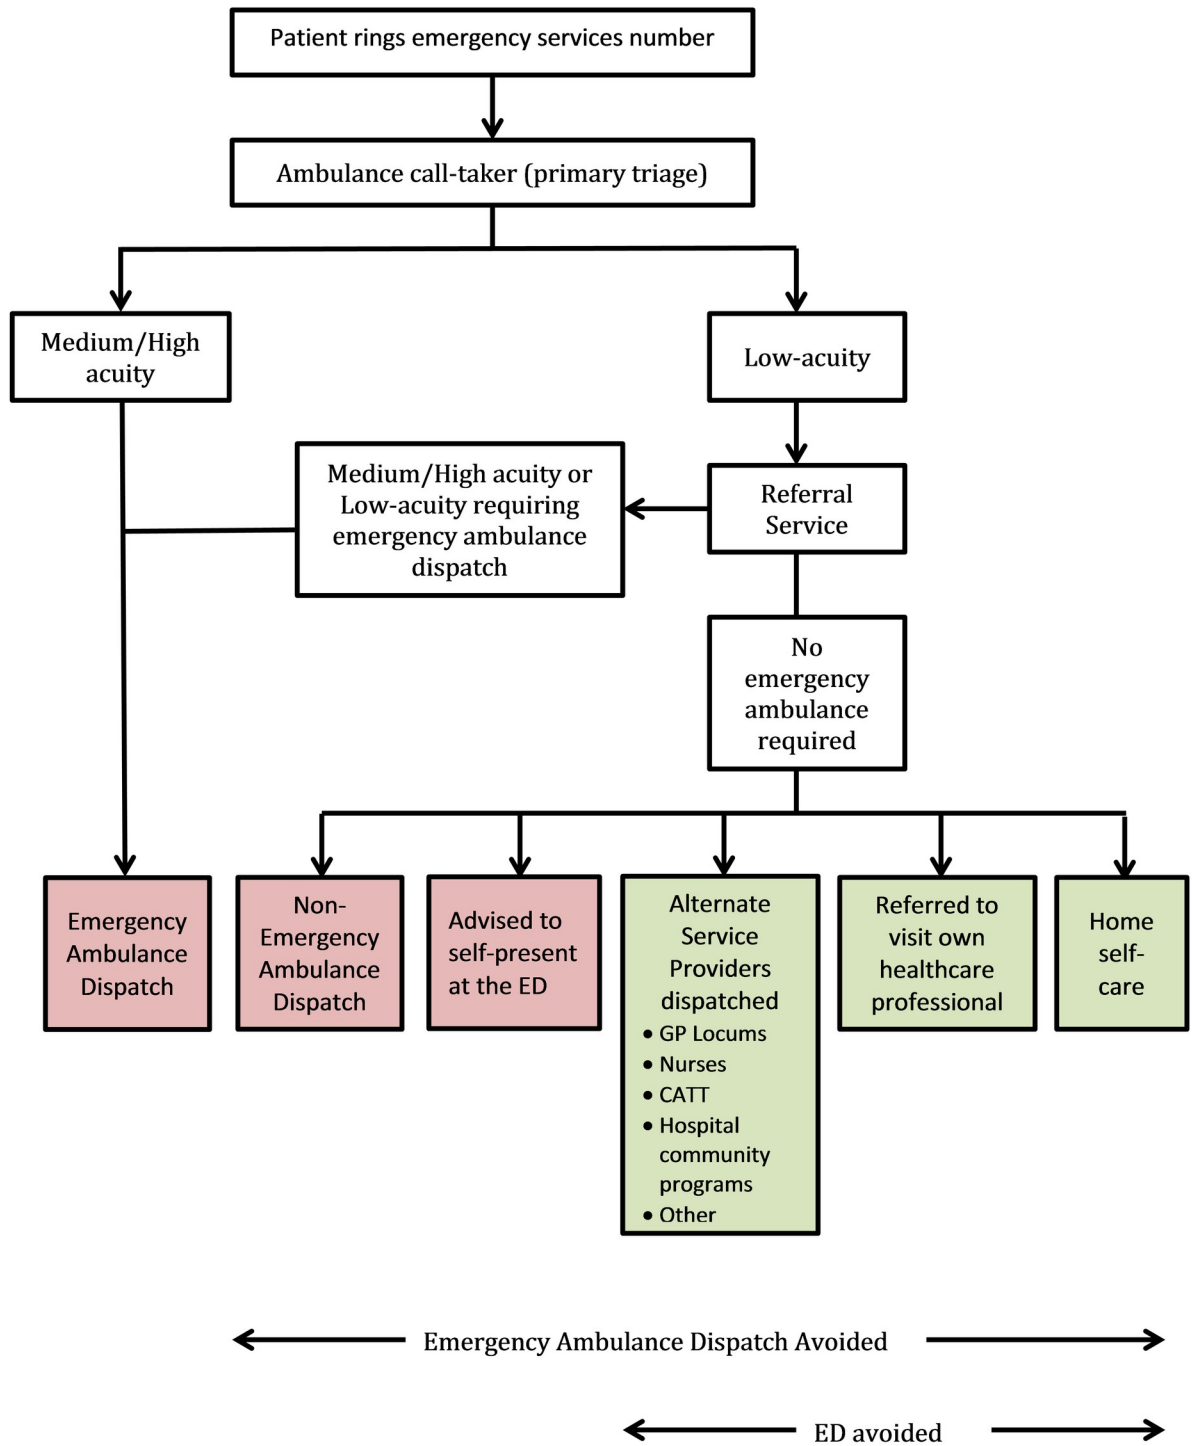 Patient rings emergency services number
Ambulance call-taker (primary triage)
Medium/High
acuity
Low-acuity
Medium/High acuity or
Low-acuity requiring
emergency ambulance
dispatch
Referral
Service
No
emergency
ambulance
required
Emergency
Ambulance
Dispatch
Non-
Emergency
Ambulance
Dispatch
Advised to
self-present
at the ED
Alternate
Service
Providers
dispatched
• GP Locums
• Nurses
• CATT
• Hospital
community
programs
• Other
Referred to
visit own
healthcare
professional
Home
self-
care
Emergency Ambulance Dispatch Avoided
ED avoided